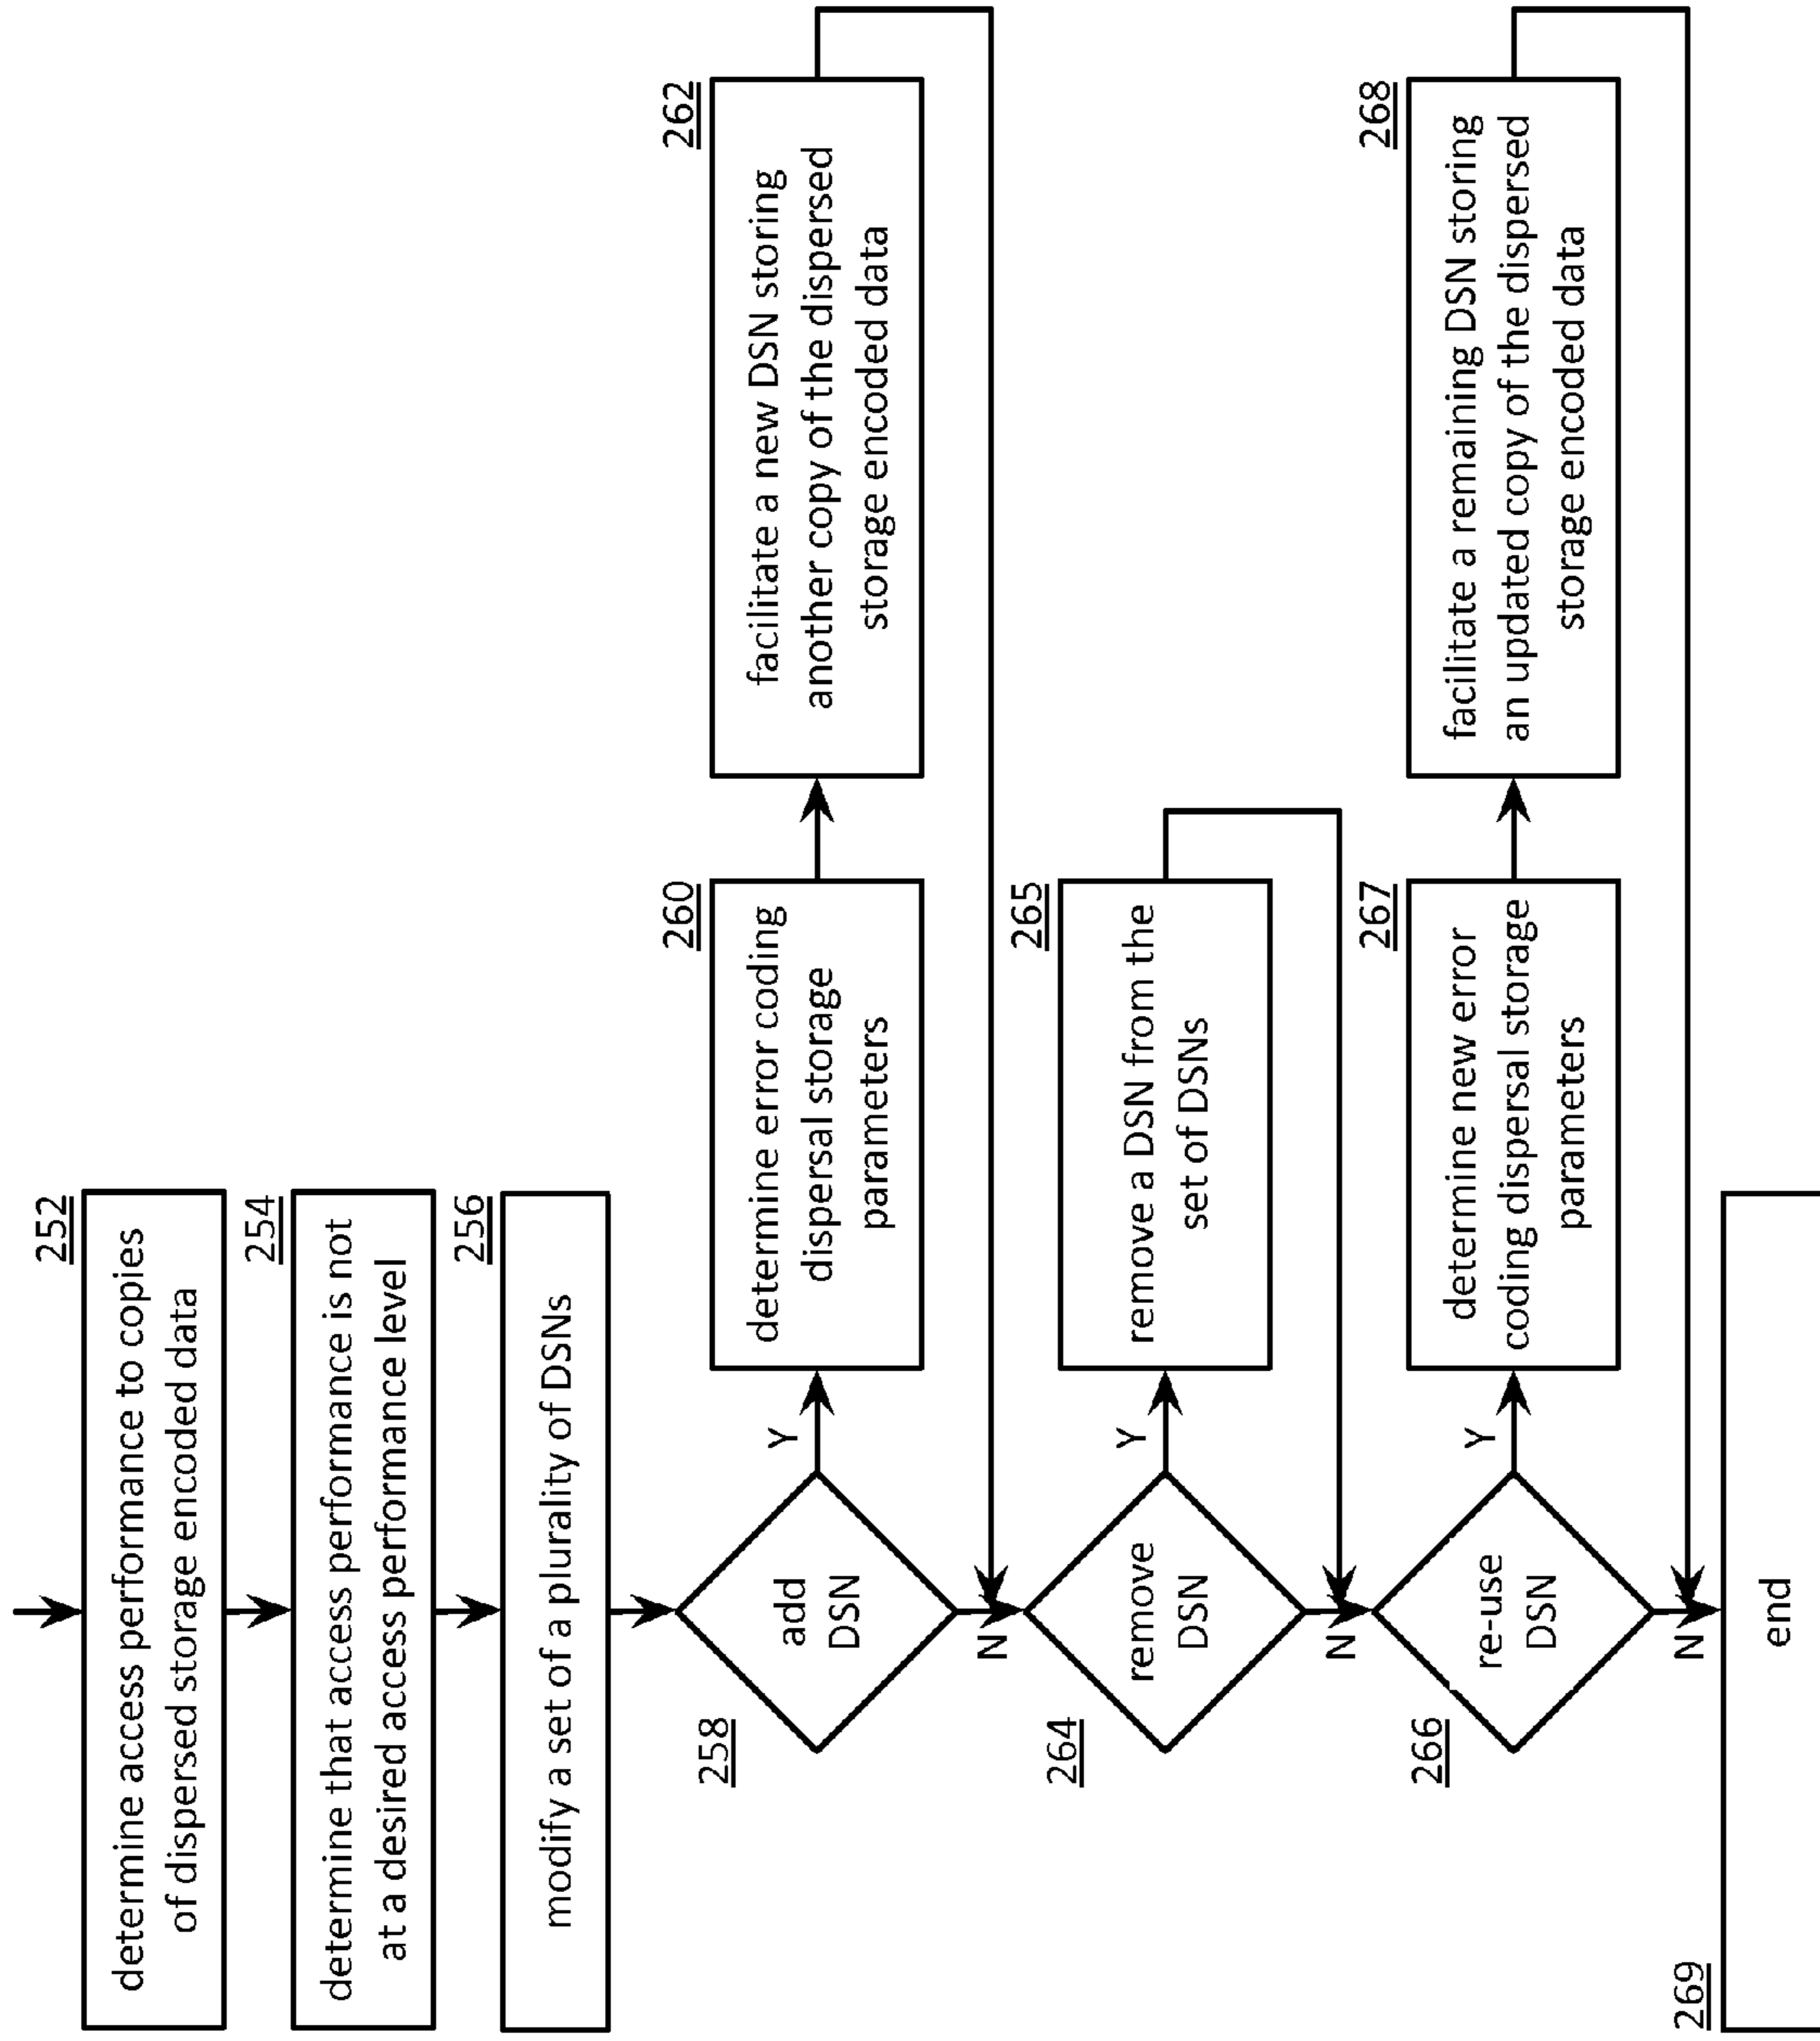 252
determine access performance to copies
of dispersed storage encoded data
254
determine that access performance is not
at a desired access performance level
256
modify a set of a plurality of DSNs
258
add
DSN
Y
N
260
determine error coding
dispersal storage
parameters
262
facilitate a new DSN storing
another copy of the dispersed
storage encoded data
264
remove
DSN
Y
N
265
remove a DSN from the
set of DSNs
266
re-use
DSN
Y
N
267
determine new error
coding dispersal storage
parameters
268
facilitate a remaining DSN storing
an updated copy of the dispersed
storage encoded data
269
end